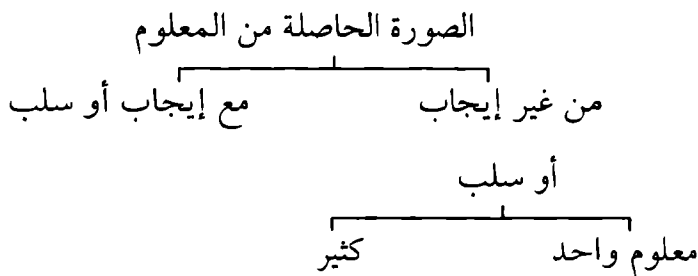 الصورة الحاصلة من المعلوم
من غير إيجاب مع إيجاب أو سلب
أو سلب
معلوم واحد كثير